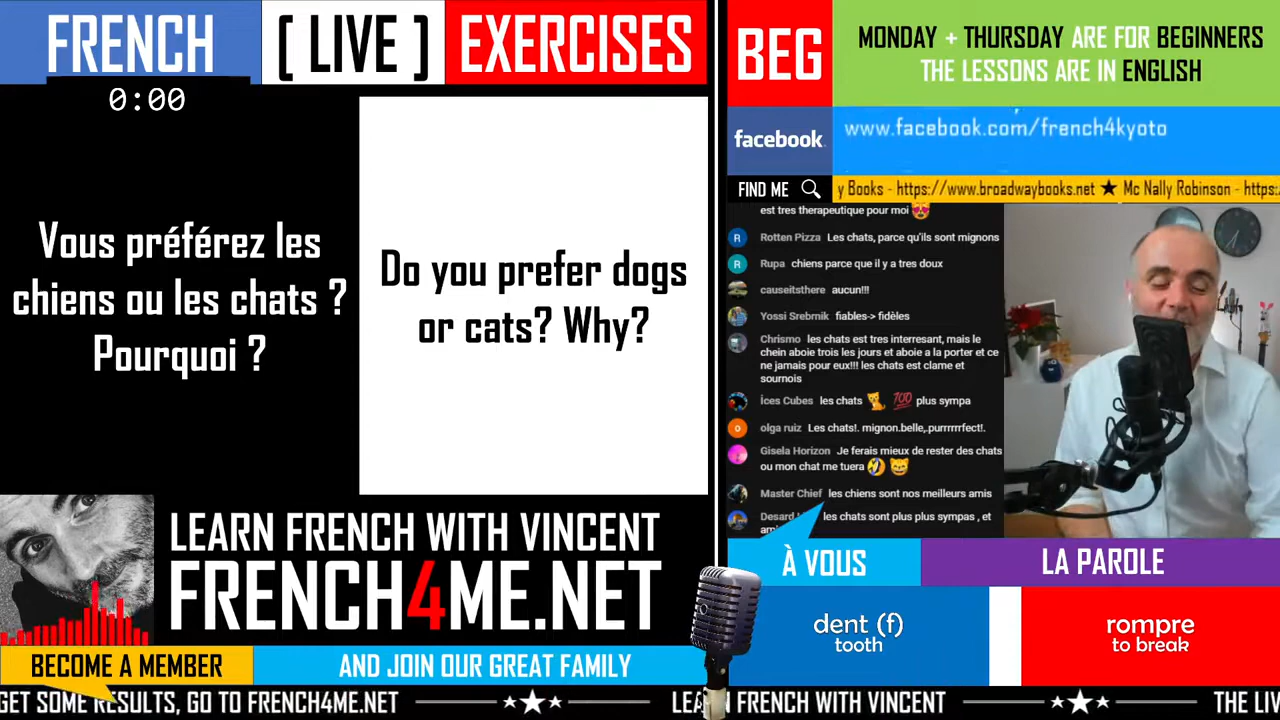 FRENCH
[ LIVE ]
EXERCISES
0:00
Vous préférez les
chiens ou les chats ?
Pourquoi ?
Do you prefer dogs
or cats? Why?
LEARN FRENCH WITH VINCENT
FRENCH4ME.NET
BECOME A MEMBER
AND JOIN OUR GREAT FAMILY
GET SOME RESULTS, GO TO FRENCH4ME.NET
LEARN FRENCH WITH VINCENT
THE LIV
BEG
MONDAY + THURSDAY ARE FOR BEGINNERS
THE LESSONS ARE IN ENGLISH
facebook.
www.facebook.com/french4kyoto
FIND ME
y Books - https://www.broadwaybooks.net ★ Mc Nally Robinson - https:/
est tres therapeutique pour moi
R Rotten Pizza Les chats, parce qu'ils sont mignons
R Rupa chiens parce que il y a tres doux
causeitsthere aucun!!!
Yossi Srebrnik fiables-> fidèles
Chrismo les chats est tres interresant, mais le
chein aboie trois les jours et aboie a la porter et ce
ne jamais pour eux!!! les chats est clame et
sournois
İces Cubes les chats 🐈 💯 plus sympa
o olga ruiz Les chats!. mignon.belle,.purrrrrrfect!.
Gisela Horizon Je ferais mieux de rester des chats
ou mon chat me tuera 🤣 😺
Master Chief les chiens sont nos meilleurs amis
Desard les chats sont plus plus sympas , et
À VOUS
LA PAROLE
dent (f)
tooth
rompre
to break